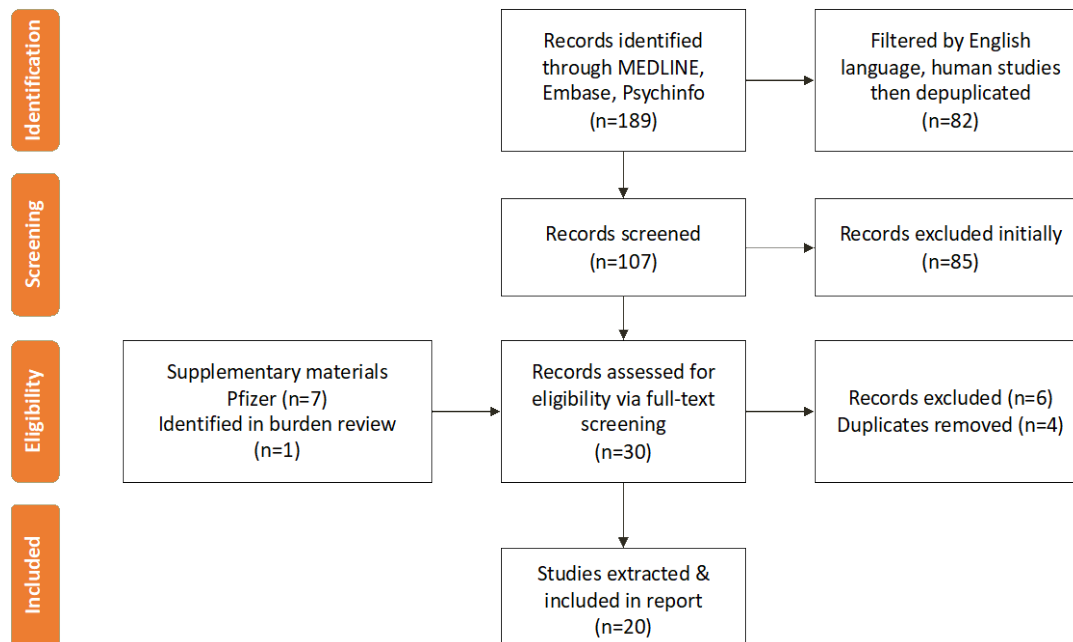 Identification
Records identified
through MEDLINE,
Embase, Psychinfo
(n=189)
Filtered by English
language, human studies
then depuplicated
(n=82)
Screening
Records screened
(n=107)
Records excluded initially
(n=85)
Eligibility
Supplementary materials
Pfizer (n=7)
Identified in burden review
(n=1)
Records assessed for
eligibility via full-text
screening
(n=30)
Records excluded (n=6)
Duplicates removed (n=4)
Included
Studies extracted &
included in report
(n=20)